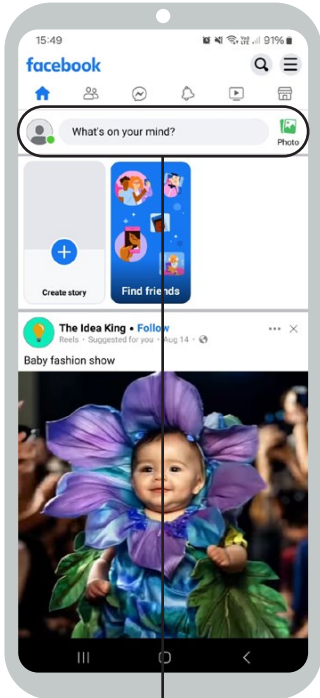 15:49 91%
facebook
What's on your mind?
Photo
Create story
Find friends
The Idea King • Follow
Reels • Suggested for you • Aug 14 •
Baby fashion show